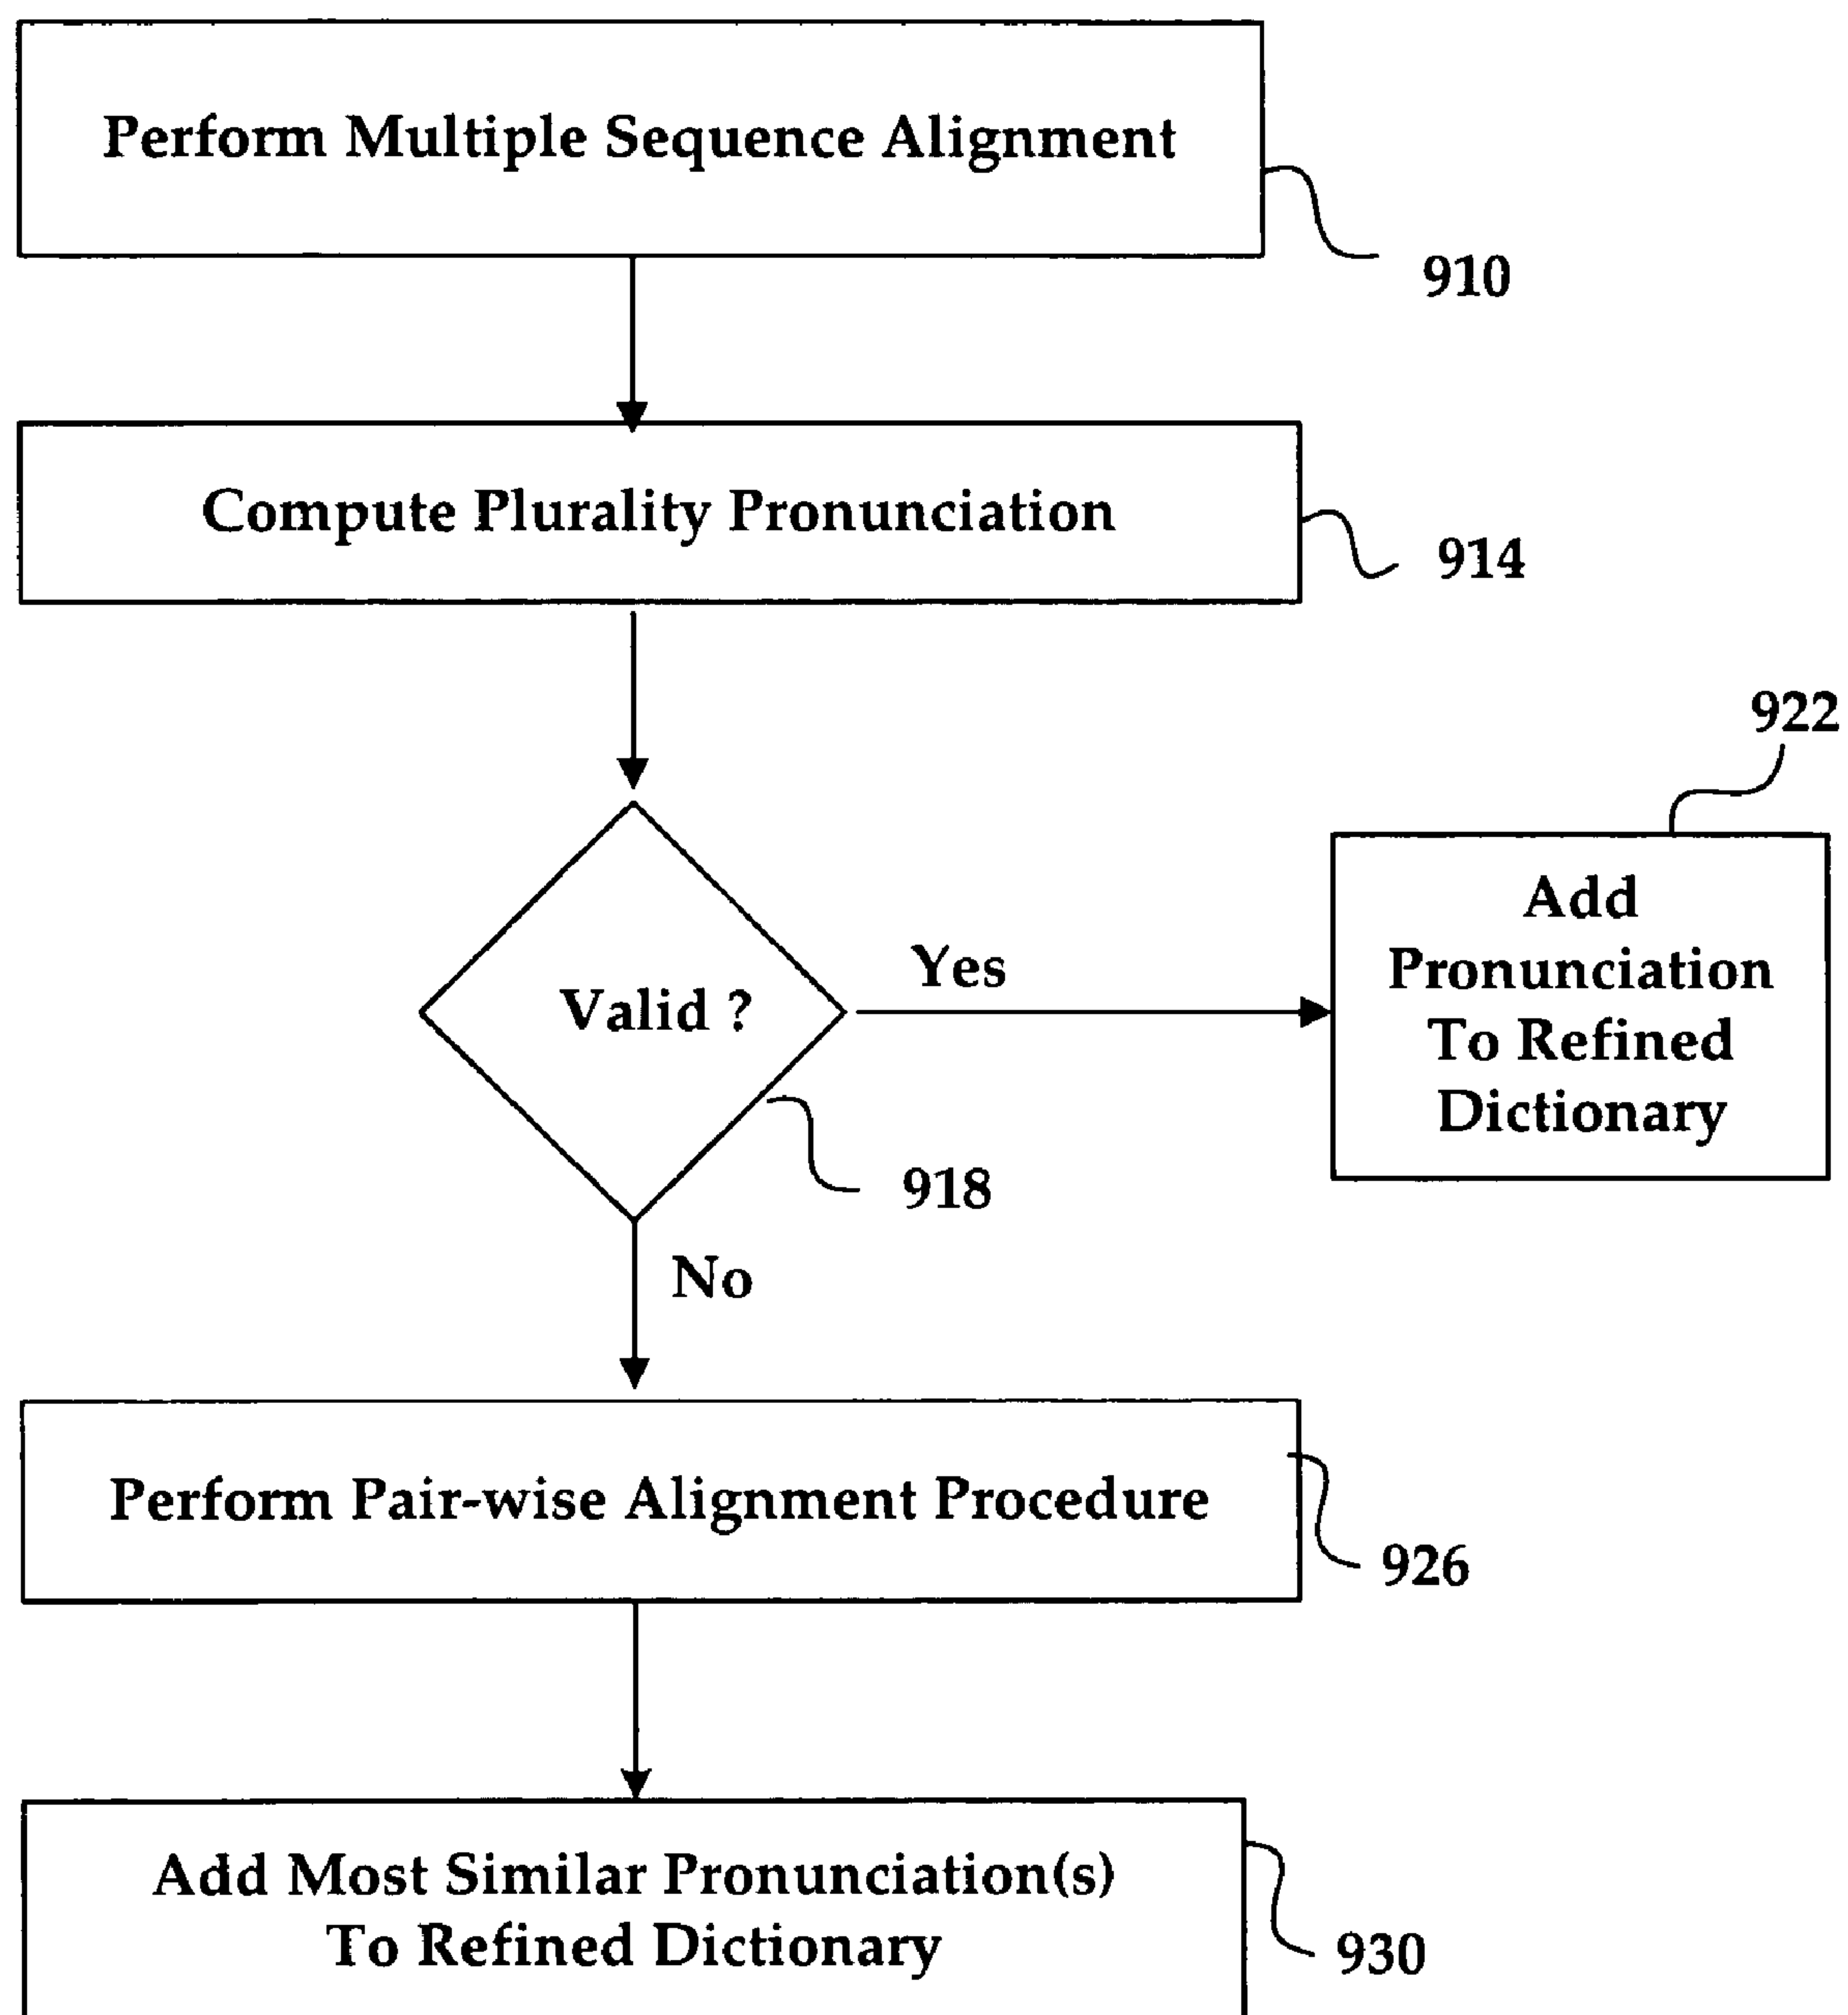 Perform Multiple Sequence Alignment
910
Compute Plurality Pronunciation
914
922
Add
Pronunciation
To Refined
Dictionary
Yes
Valid ?
918
No
Perform Pair-wise Alignment Procedure
926
Add Most Similar Pronunciation(s)
To Refined Dictionary
930